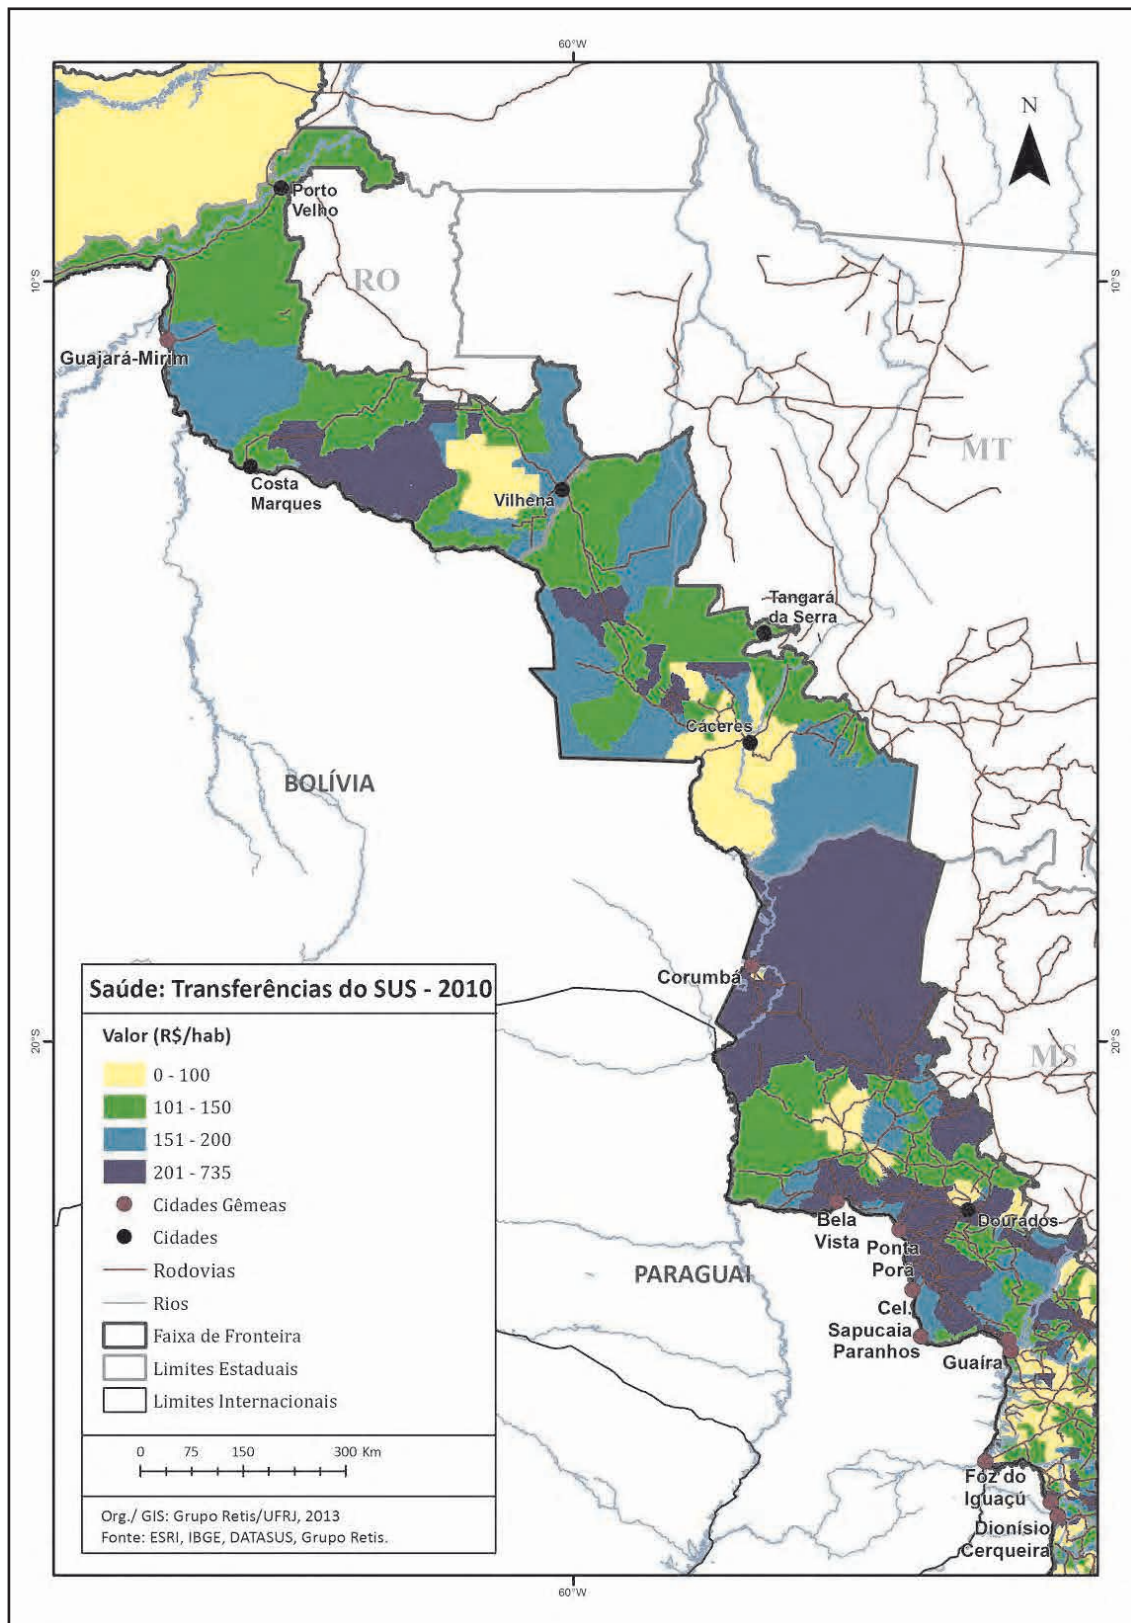 60°W
N
Porto
Velho
10°S
RO
10°S
Guajará-Mirim
MT
Costa
Marques
Vilhena
Tangará
da Serra
Cáceres
BOLÍVIA
Corumbá
Saúde: Transferências do SUS - 2010
Valor (R$/hab)
0 - 100
101 - 150
151 - 200
201 - 735
Cidades Gêmeas
Cidades
Rodovias
Rios
Faixa de Fronteira
Limites Estaduais
Limites Internacionais
0 75 150 300 Km
Org./ GIS: Grupo Retis/UFRJ, 2013
Fonte: ESRI, IBGE, DATASUS, Grupo Retis.
20°S
20°S
MS
Bela
Vista
Dourados
Ponta
Pora
PARAGUAI
Cel.
Sapucaia
Paranhos
Guaíra
Foz do
Iguaçú
Dionísio
Cerqueira
60°W